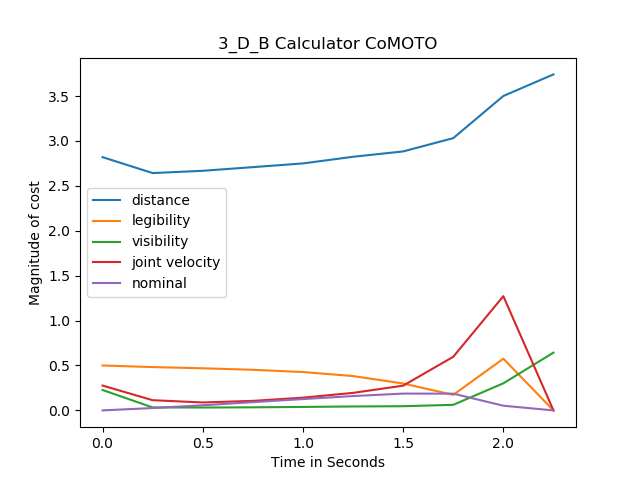 3_D_B Calculator CoMOTO
Magnitude of cost
3.5
3.0
2.5
2.0
1.5
1.0
0.5
0.0
distance
legibility
visibility
joint velocity
nominal
0.0 0.5 1.0 1.5 2.0
Time in Seconds